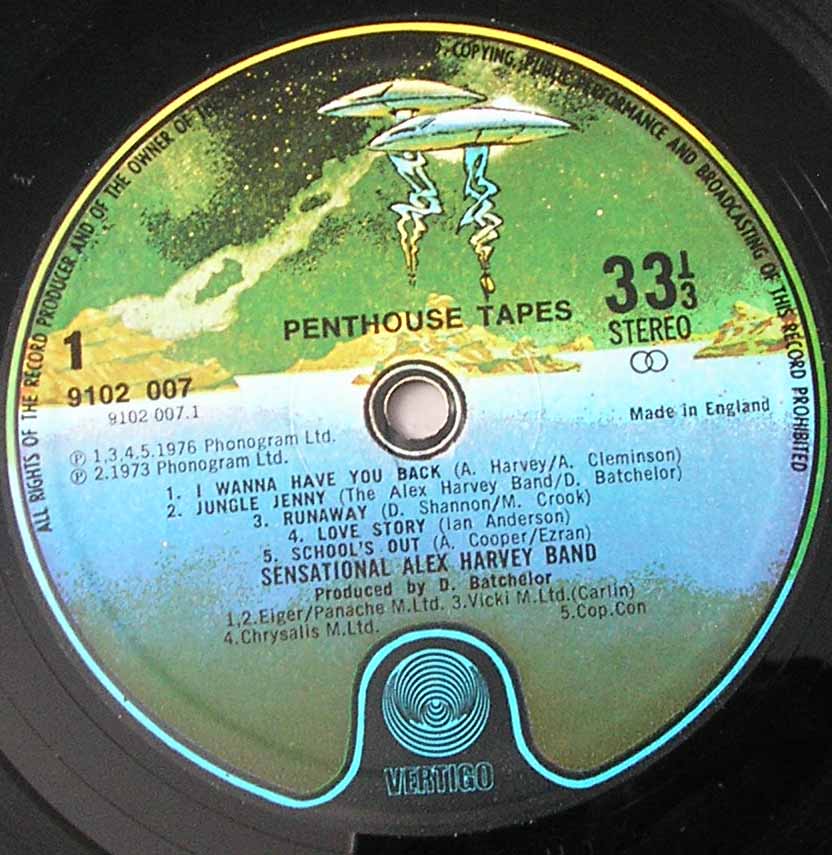 ALL RIGHTS OF THE RECORD PRODUCER AND OF THE OWNER OF
COPYING, PUBLIC PERFORMANCE AND BROADCASTING OF THIS RECORD PROHIBITED
33⅓
STEREO
PENTHOUSE TAPES
1
9102 007
9102 007.1
Made in England
℗ 1,3,4,5.1976 Phonogram Ltd.
℗ 2.1973 Phonogram Ltd.
1. I WANNA HAVE YOU BACK (A. Harvey/A. Cleminson)
2. JUNGLE JENNY (The Alex Harvey Band/D. Batchelor)
3. RUNAWAY (D. Shannon/M. Crook)
4. LOVE STORY (Ian Anderson)
5. SCHOOL'S OUT (A. Cooper/Ezran)
SENSATIONAL ALEX HARVEY BAND
Produced by D. Batchelor
1,2.Eiger/Panache M.Ltd. 3.Vicki M.Ltd.(Carlin)
4.Chrysalis M.Ltd. 5.Cop.Con
VERTIGO